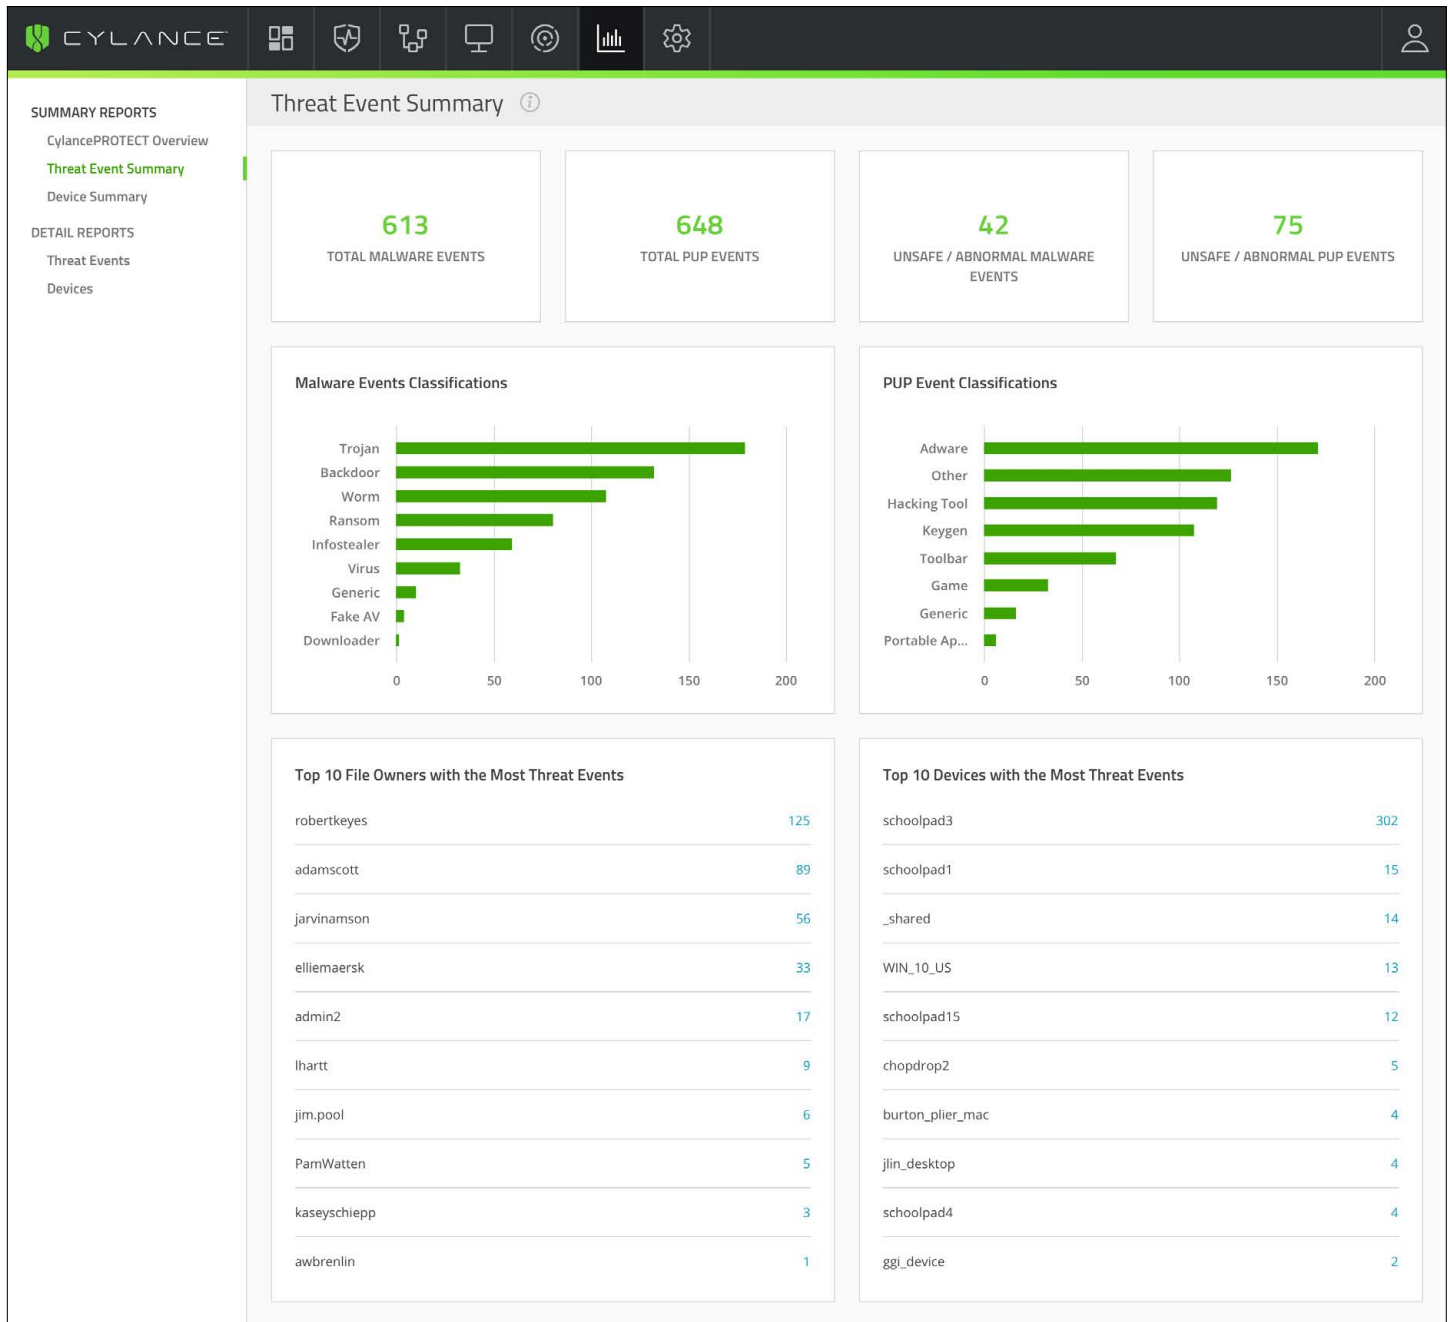 CYLANCE
SUMMARY REPORTS
CylancePROTECT Overview
Threat Event Summary
Device Summary
DETAIL REPORTS
Threat Events
Devices
Threat Event Summary
613
TOTAL MALWARE EVENTS
648
TOTAL PUP EVENTS
42
UNSAFE / ABNORMAL MALWARE
EVENTS
75
UNSAFE / ABNORMAL PUP EVENTS
Malware Events Classifications
Trojan
Backdoor
Worm
Ransom
Infostealer
Virus
Generic
Fake AV
Downloader
0 50 100 150 200
PUP Event Classifications
Adware
Other
Hacking Tool
Keygen
Toolbar
Game
Generic
Portable Ap...
0 50 100 150 200
Top 10 File Owners with the Most Threat Events
robertkeyes 125
adamscott 89
jarvinamson 56
elliemaersk 33
admin2 17
lhartt 9
jim.pool 6
PamWatten 5
kaseyschiepp 3
awbrenlin 1
Top 10 Devices with the Most Threat Events
schoolpad3 302
schoolpad1 15
_shared 14
WIN_10_US 13
schoolpad15 12
chopdrop2 5
burton_plier_mac 4
jlin_desktop 4
schoolpad4 4
ggi_device 2